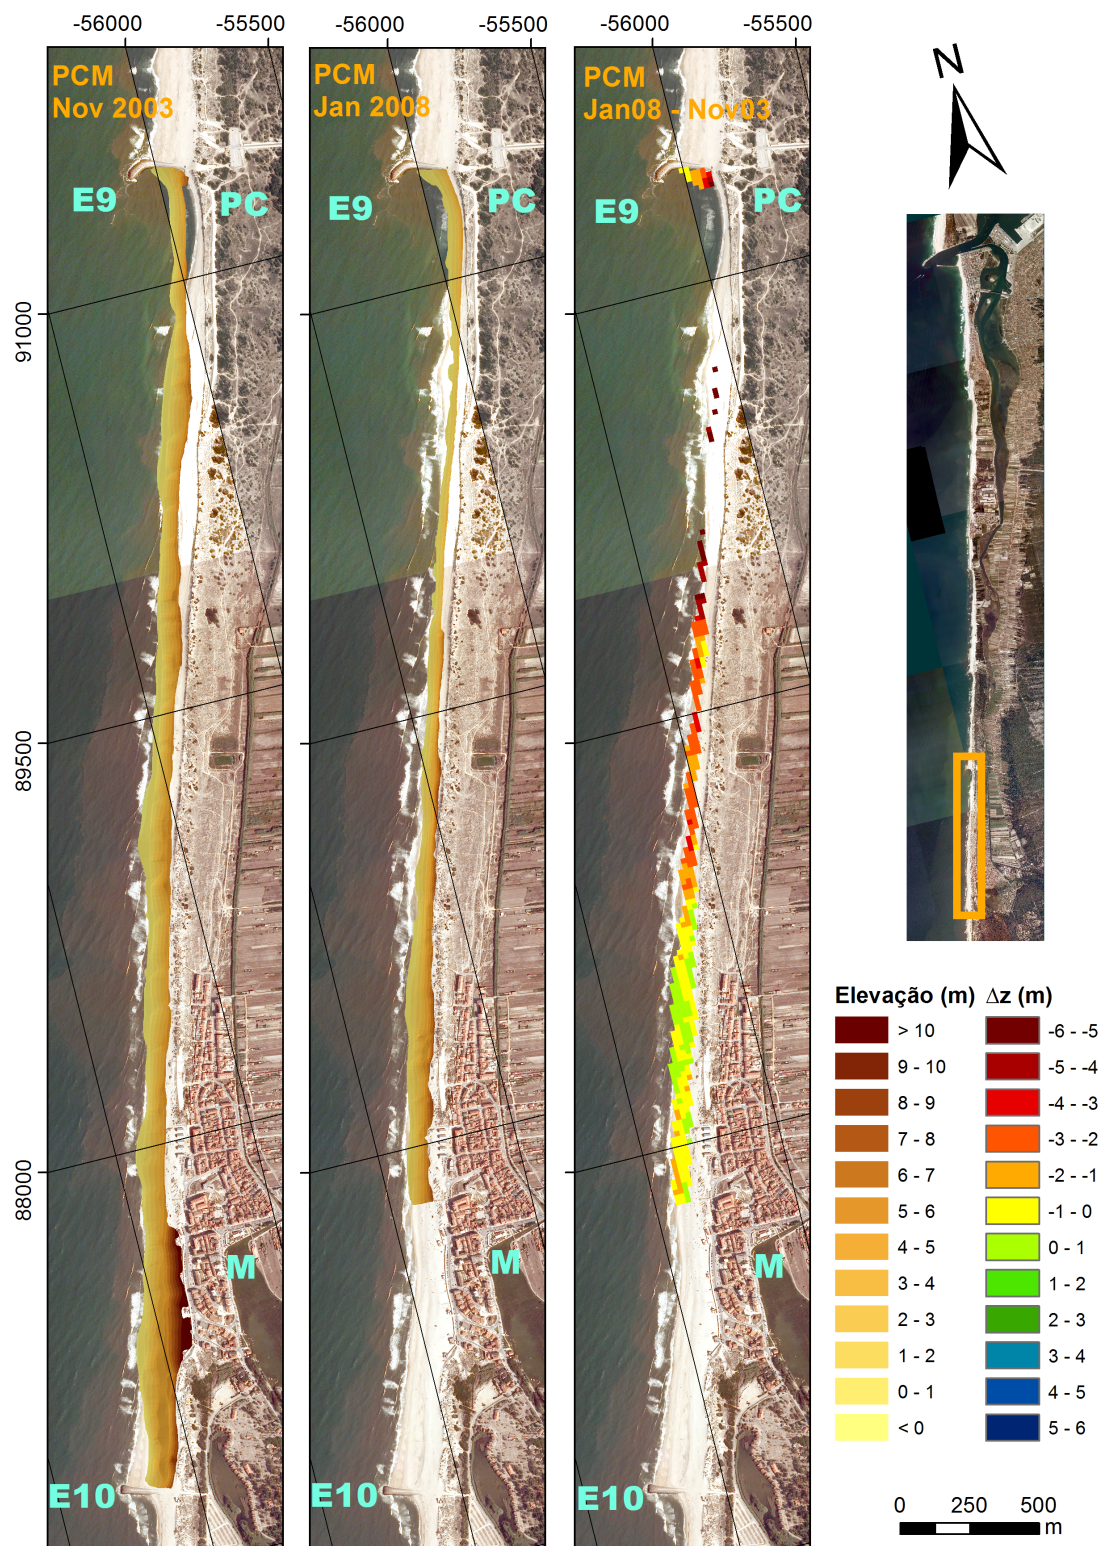 -56000 -55500
-56000 -55500
-56000 -55500
N
PCM
Nov 2003
PCM
Jan 2008
PCM
Jan08 - Nov03
E9
PC
E9
PC
E9
PC
91000
89500
88000
M
M
M
E10
E10
E10
Elevação (m)
> 10
9 - 10
8 - 9
7 - 8
6 - 7
5 - 6
4 - 5
3 - 4
2 - 3
1 - 2
0 - 1
< 0
Δz (m)
-6 - -5
-5 - -4
-4 - -3
-3 - -2
-2 - -1
-1 - 0
0 - 1
1 - 2
2 - 3
3 - 4
4 - 5
5 - 6
0 250 500
m